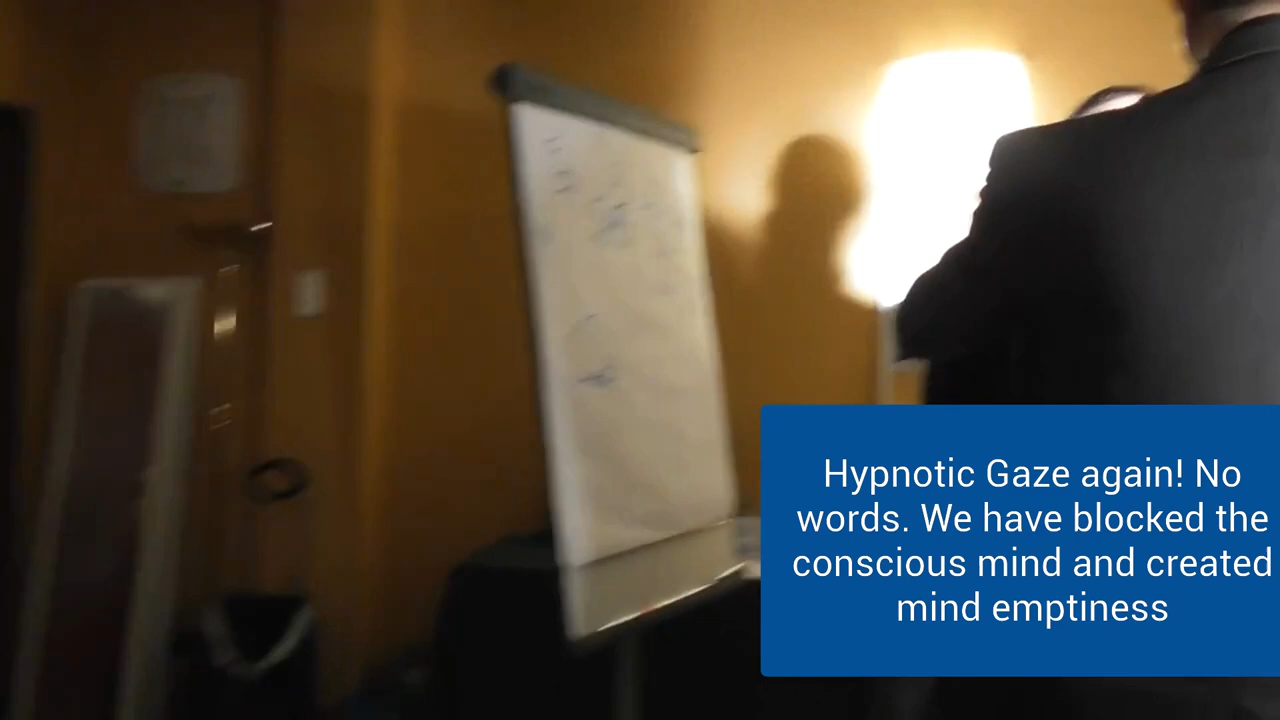 Hypnotic Gaze again! No
words. We have blocked the
conscious mind and created
mind emptiness